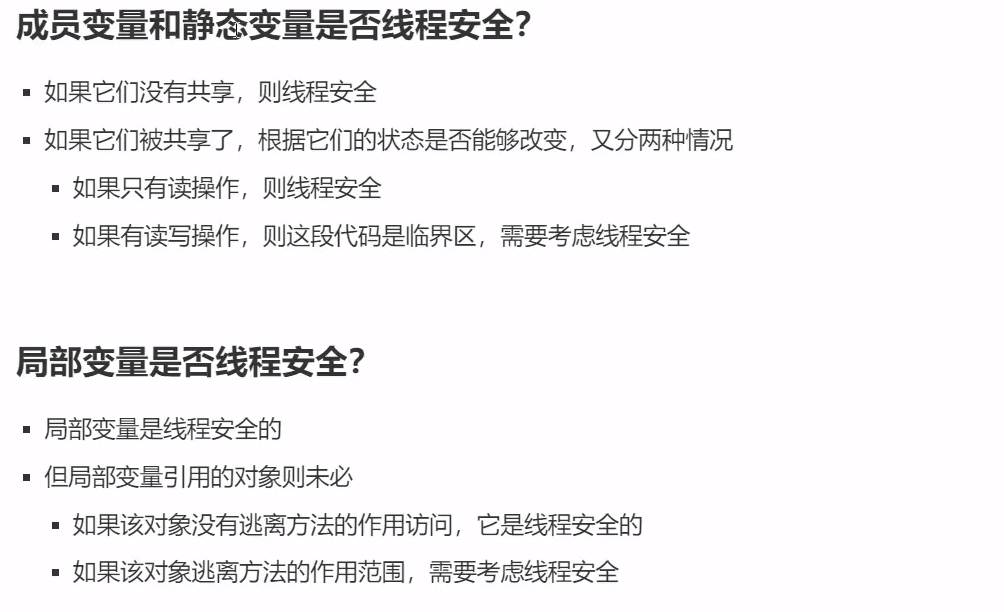 成员变量和静态变量是否线程安全？
▪ 如果它们没有共享，则线程安全
▪ 如果它们被共享了，根据它们的状态是否能够改变，又分两种情况
▪ 如果只有读操作，则线程安全
▪ 如果有读写操作，则这段代码是临界区，需要考虑线程安全
局部变量是否线程安全？
▪ 局部变量是线程安全的
▪ 但局部变量引用的对象则未必
▪ 如果该对象没有逃离方法的作用访问，它是线程安全的
▪ 如果该对象逃离方法的作用范围，需要考虑线程安全